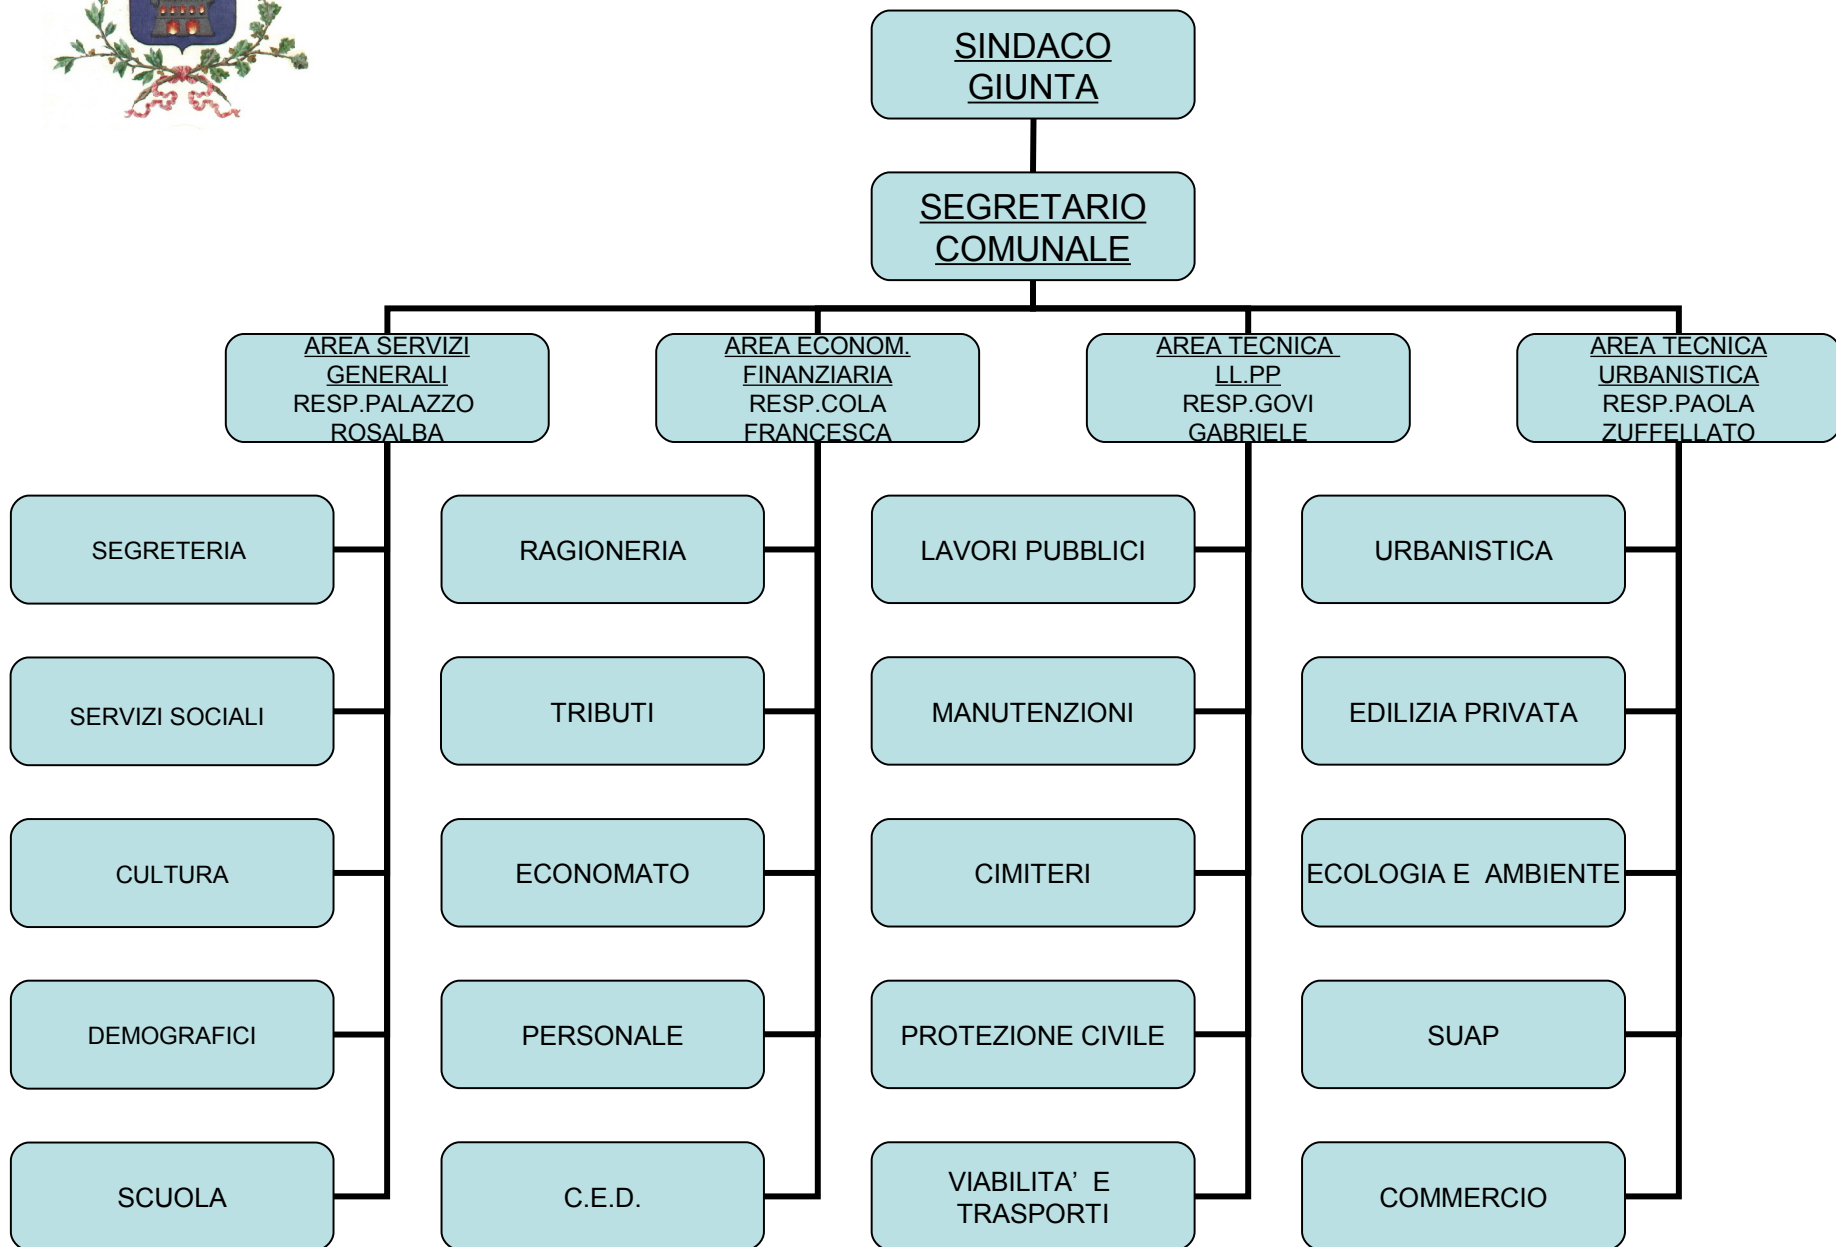 SINDACO
GIUNTA
SEGRETARIO
COMUNALE
AREA SERVIZI
GENERALI
RESP.PALAZZO
ROSALBA
AREA ECONOM.
FINANZIARIA
RESP.COLA
FRANCESCA
AREA TECNICA
LL.PP
RESP.GOVI
GABRIELE
AREA TECNICA
URBANISTICA
RESP.PAOLA
ZUFFELLATO
SEGRETERIA
RAGIONERIA
LAVORI PUBBLICI
URBANISTICA
SERVIZI SOCIALI
TRIBUTI
MANUTENZIONI
EDILIZIA PRIVATA
CULTURA
ECONOMATO
CIMITERI
ECOLOGIA E  AMBIENTE
DEMOGRAFICI
PERSONALE
PROTEZIONE CIVILE
SUAP
SCUOLA
C.E.D.
VIABILITA’  E
TRASPORTI
COMMERCIO